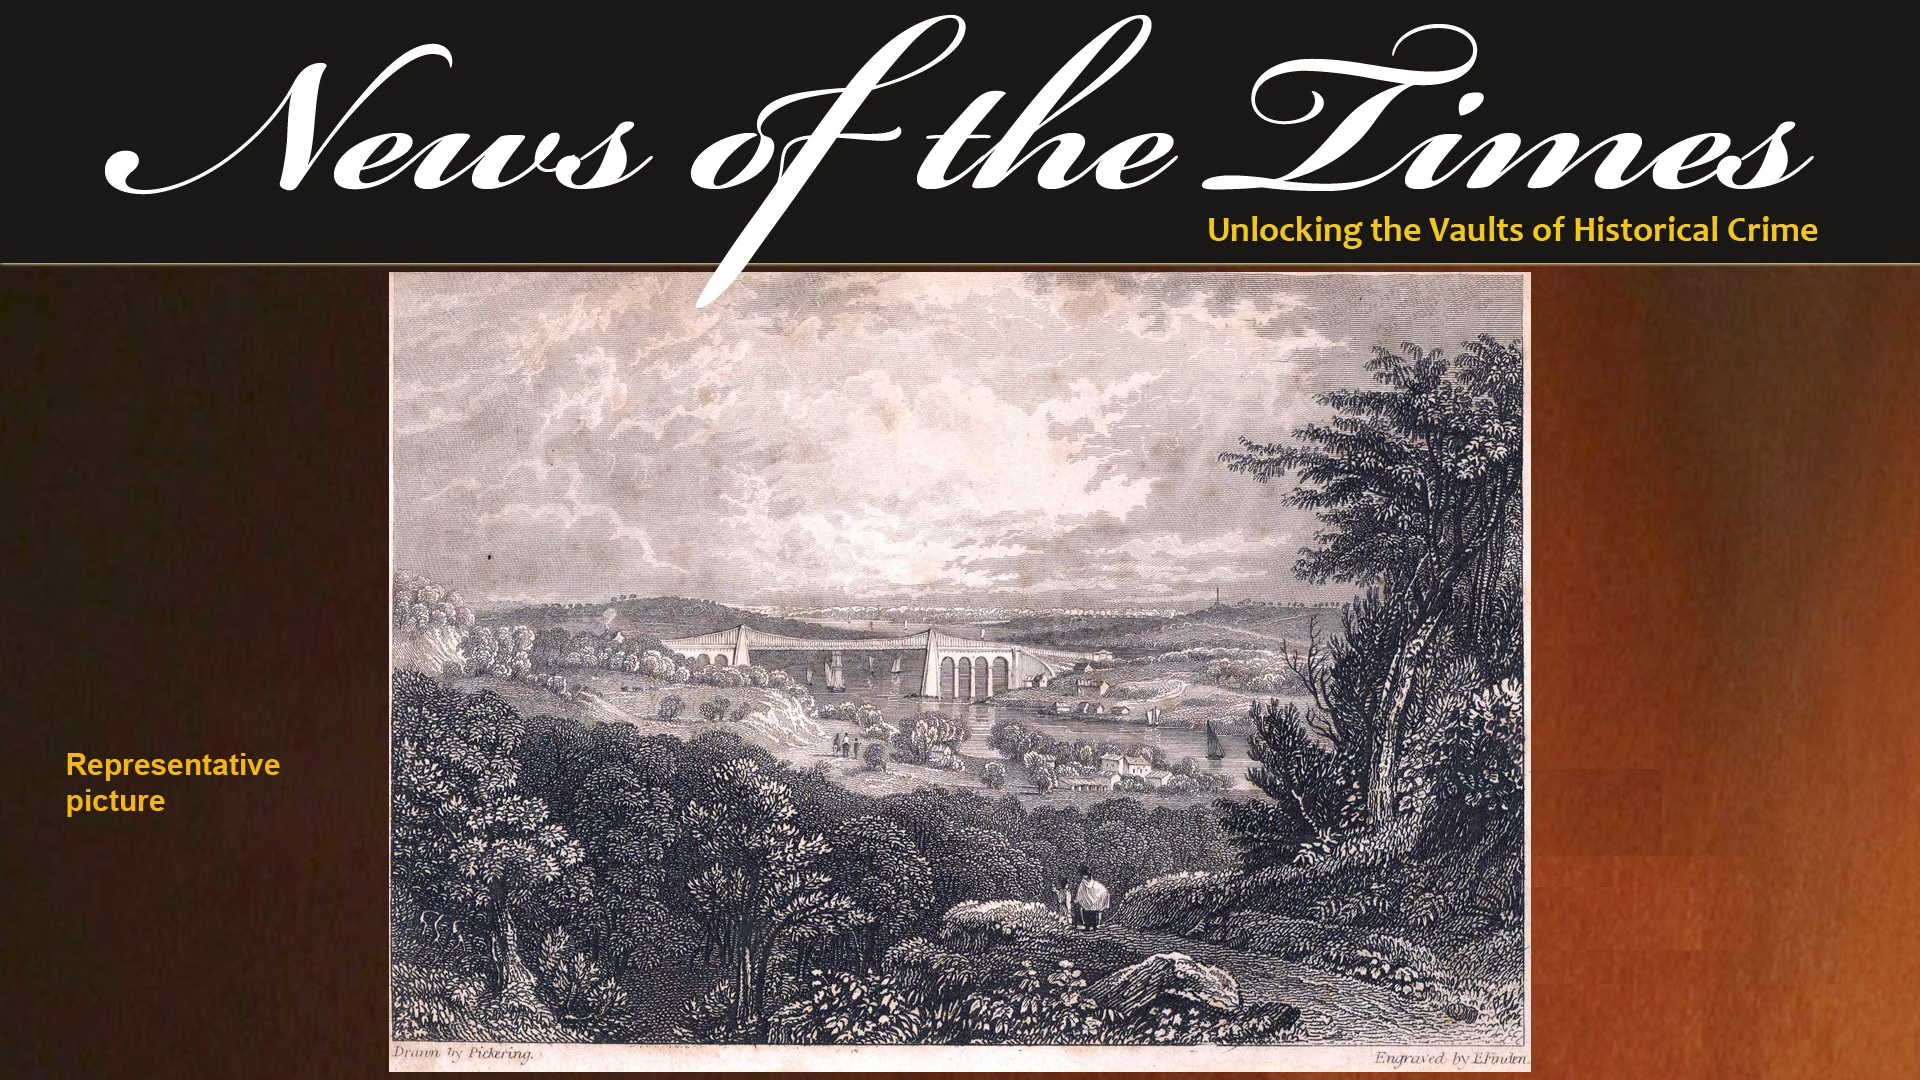 News of the Times
Unlocking the Vaults of Historical Crime
Representative
picture
Drawn by Pickering.
Engraved by E Finden.